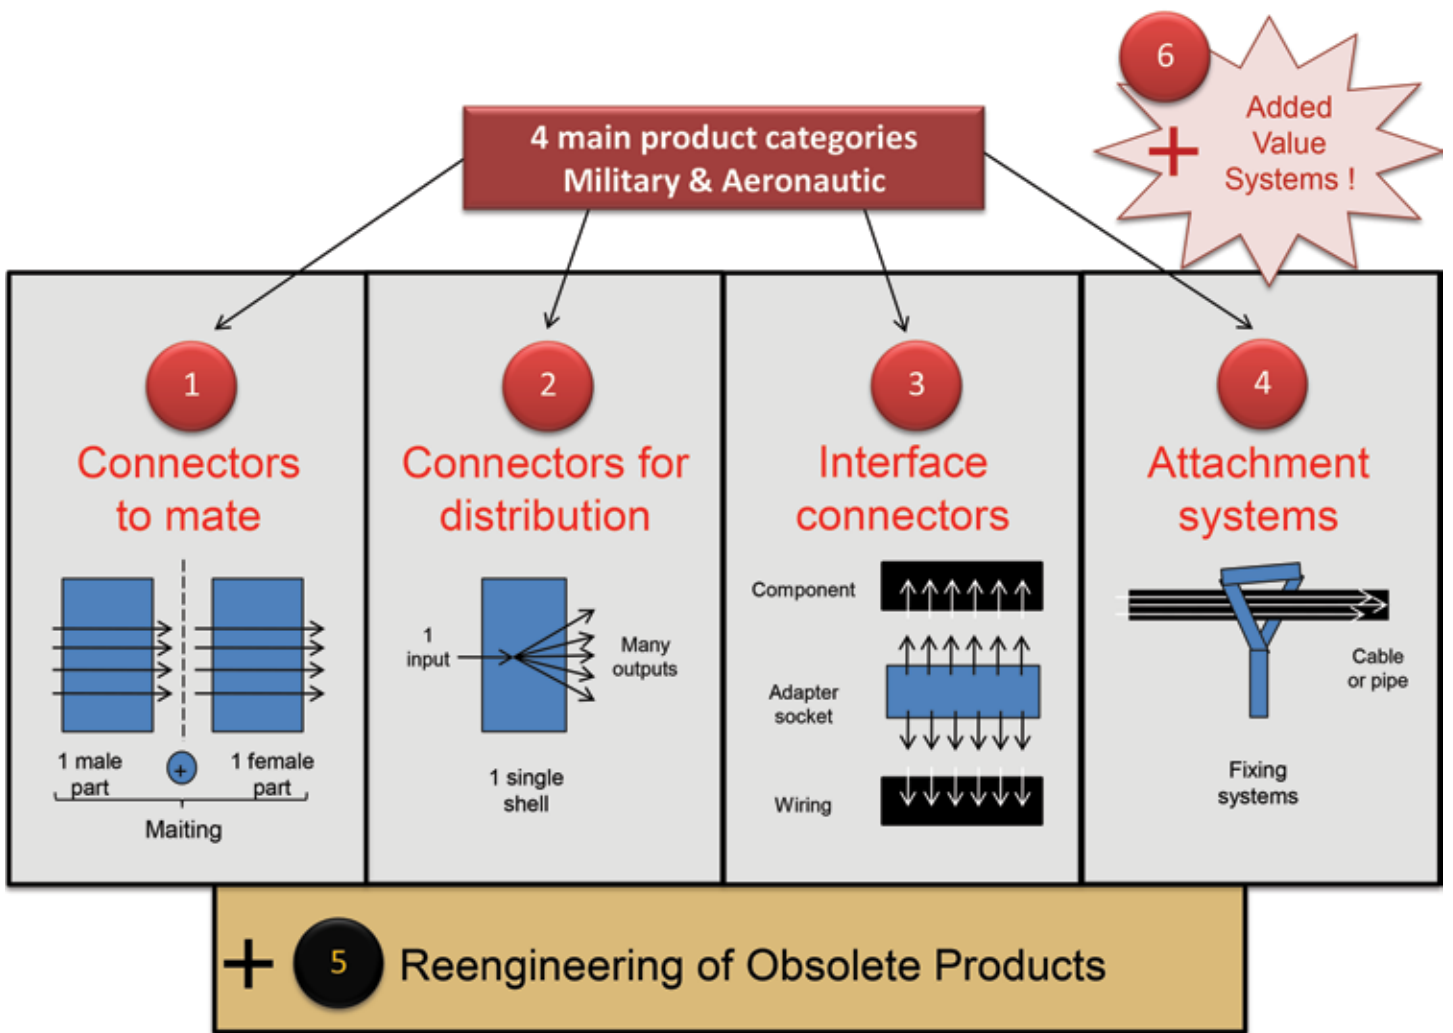 6
Added
Value
+
Systems !
4 main product categories
Military & Aeronautic
1
Connectors
to mate
1 male
part
+
1 female
part
Maiting
2
Connectors for
distribution
1
input
Many
outputs
1 single
shell
3
Interface
connectors
Component
Adapter
socket
Wiring
4
Attachment
systems
Cable
or pipe
Fixing
systems
+ 5 Reengineering of Obsolete Products